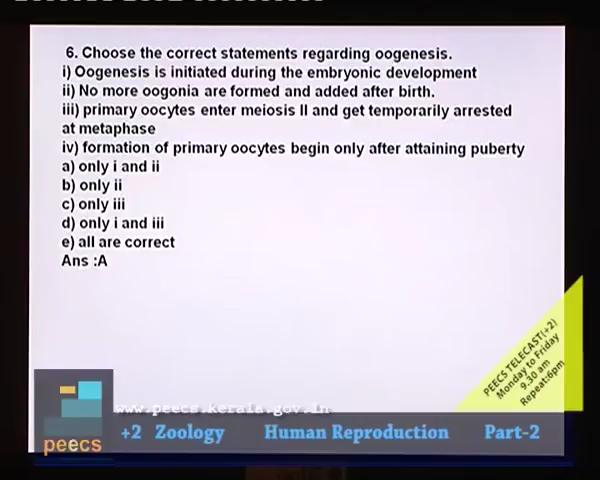 6. Choose the correct statements regarding oogenesis.
i) Oogenesis is initiated during the embryonic development
ii) No more oogonia are formed and added after birth.
iii) primary oocytes enter meiosis II and get temporarily arrested
at metaphase
iv) formation of primary oocytes begin only after attaining puberty
a) only i and ii
b) only ii
c) only iii
d) only i and iii
e) all are correct
Ans :A
PEECS TELECAST(+2)
Monday to Friday
9.30 am
Repeat:6pm
www.peecs.kerala.gov.in
peecs
+2 Zoology Human Reproduction Part-2